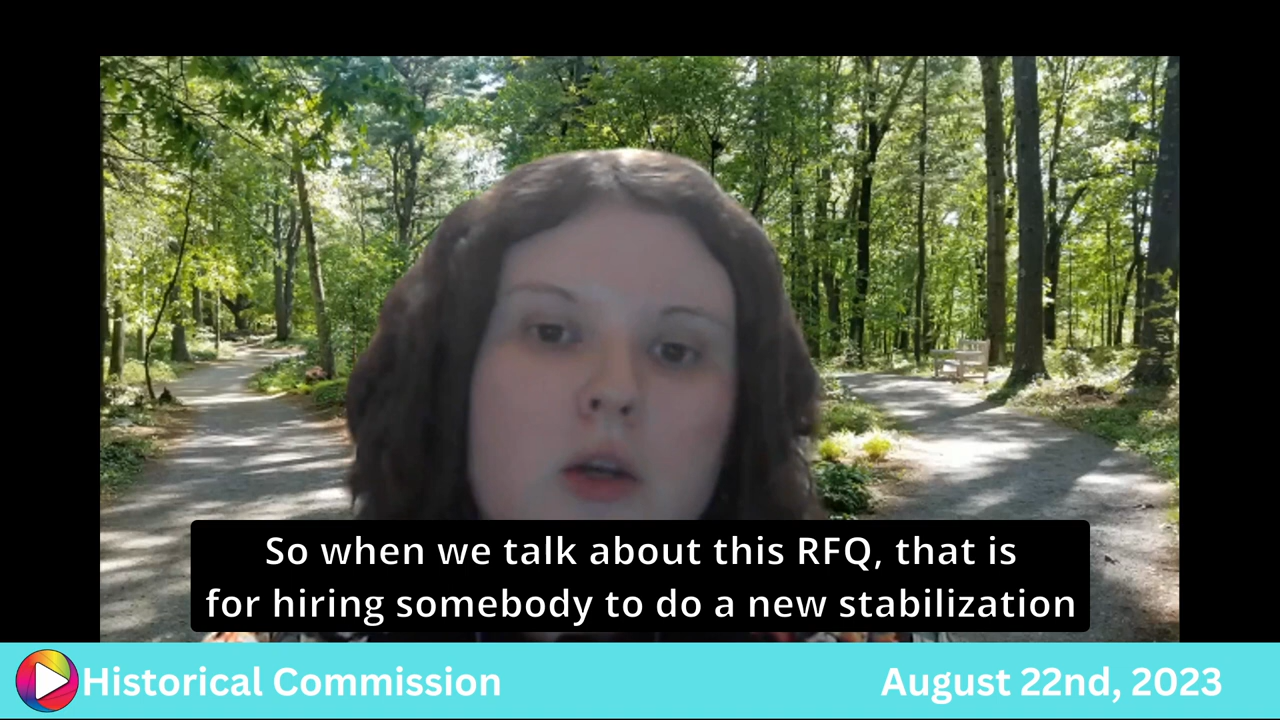 So when we talk about this RFQ, that is
for hiring somebody to do a new stabilization
Historical Commission
August 22nd, 2023